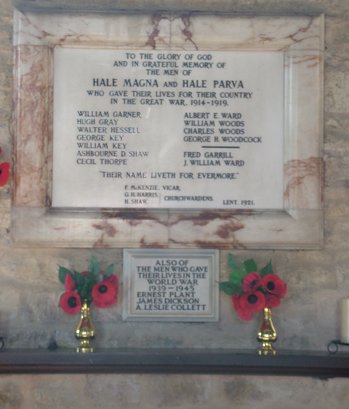 TO THE GLORY OF GOD
AND IN GRATEFUL MEMORY OF
THE MEN OF
HALE MAGNA AND HALE PARVA
WHO GAVE THEIR LIVES FOR THEIR COUNTRY
IN THE GREAT WAR, 1914-1919.
WILLIAM GARNER
HUGH GRAY
WALTER HESSELL
GEORGE KEY
WILLIAM KEY
ASHBOURNE D. SHAW
CECIL THORPE
ALBERT E. WARD
WILLIAM WOODS
CHARLES WOODS
GEORGE H. WOODCOCK
FRED GARRILL
J. WILLIAM WARD
"THEIR NAME LIVETH FOR EVERMORE."
F. McKENZIE, VICAR.
G. H. HARRIS.
H. SHAW.
CHURCHWARDENS.
LENT. 1921.
ALSO OF
THE MEN WHO GAVE
THEIR LIVES IN THE
WORLD WAR
1939-1945
ERNEST PLANT
JAMES DICKSON
A. LESLIE COLLETT